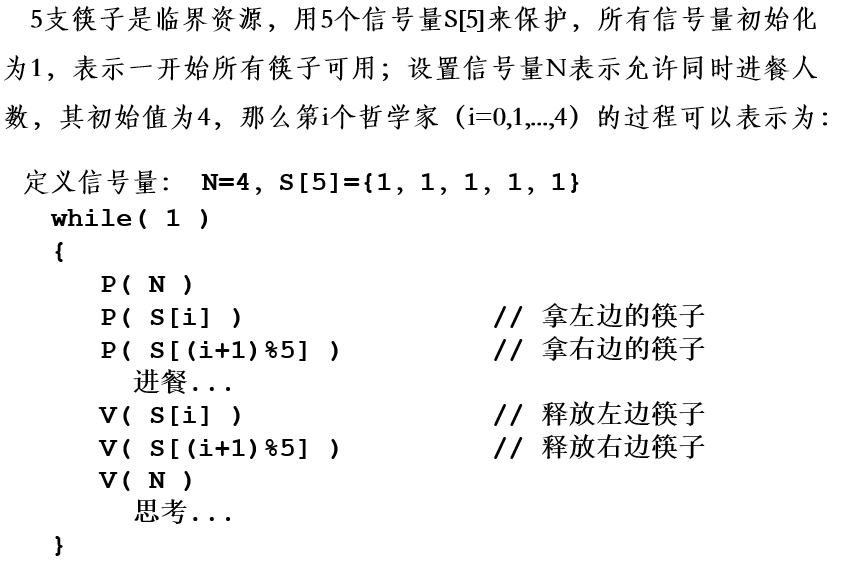 5支筷子是临界资源，用5个信号量S[5]来保护，所有信号量初始化
为1，表示一开始所有筷子可用；设置信号量N表示允许同时进餐人
数，其初始值为4，那么第i个哲学家（i=0,1,...,4）的过程可以表示为：
定义信号量： N=4，S[5]={1, 1, 1, 1, 1}
while( 1 )
{
P( N )
P( S[i] ) // 拿左边的筷子
P( S[(i+1)%5] ) // 拿右边的筷子
进餐...
V( S[i] ) // 释放左边筷子
V( S[(i+1)%5] ) // 释放右边筷子
V( N )
思考...
}